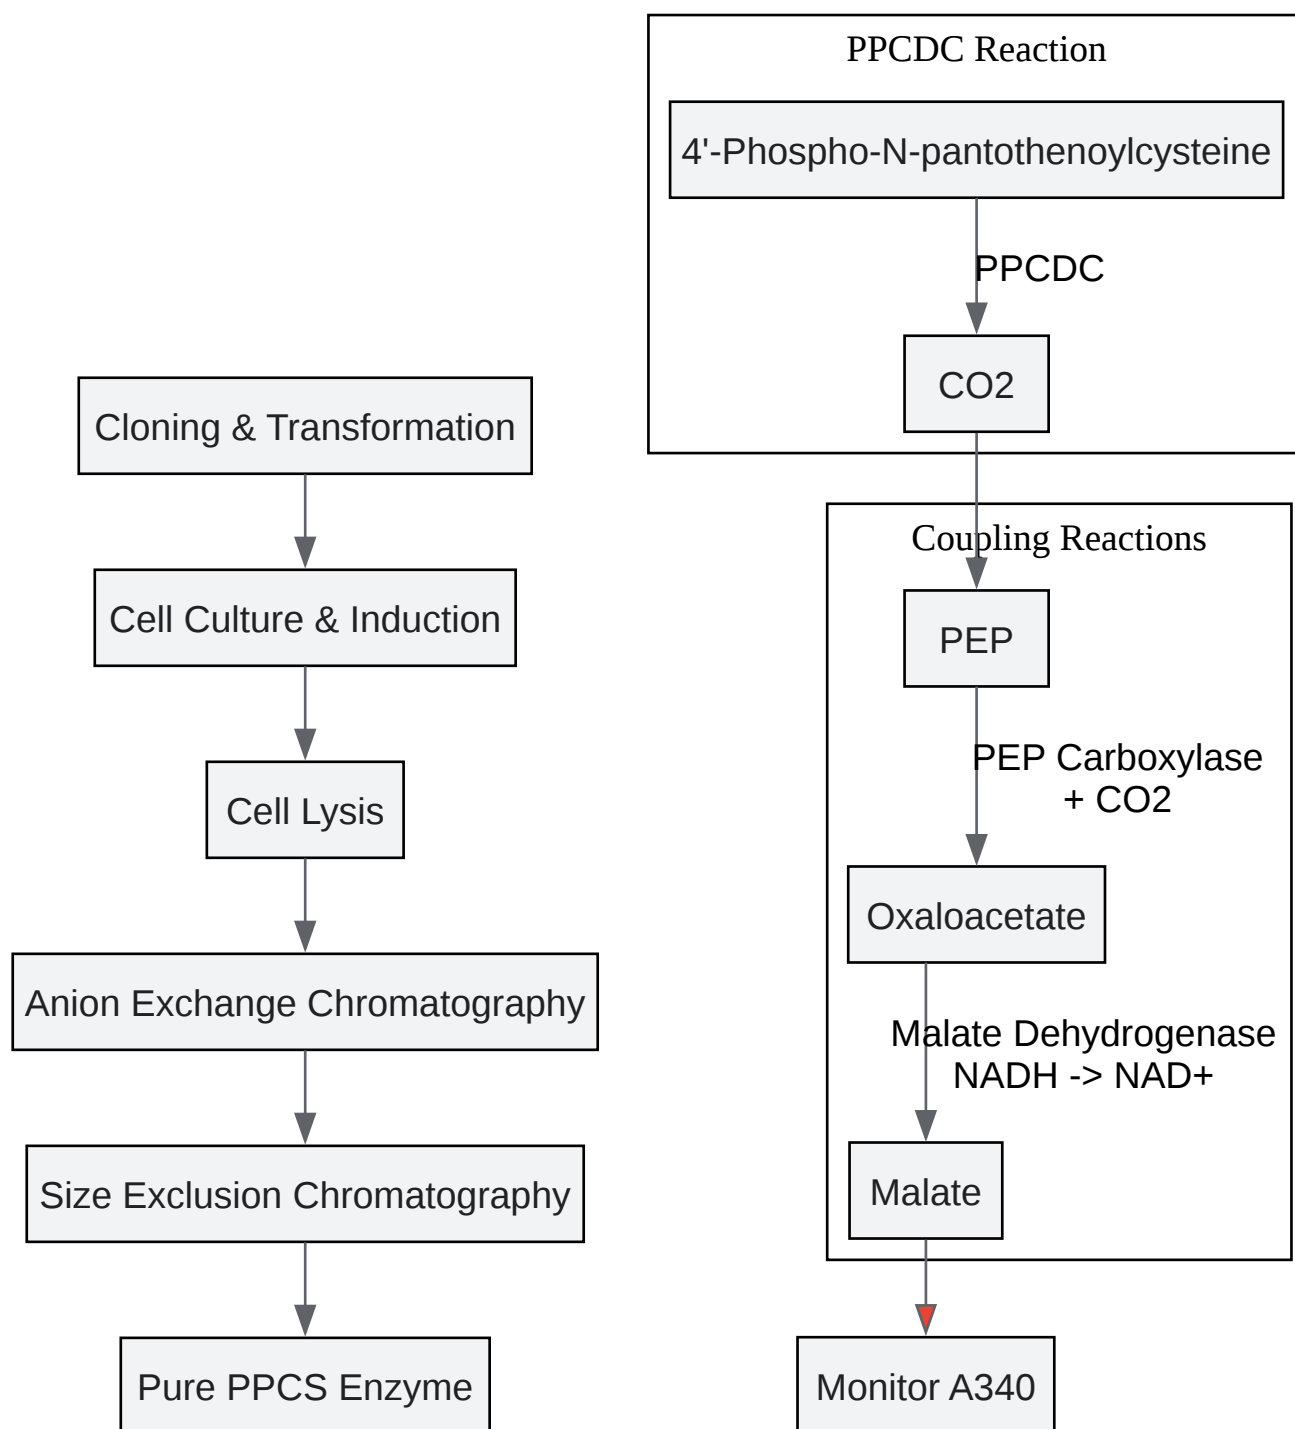 Cloning & Transformation
Cell Culture & Induction
Cell Lysis
Anion Exchange Chromatography
Size Exclusion Chromatography
Pure PPCS Enzyme
PPCDC Reaction
4'-Phospho-N-pantothenoylcysteine
PPCDC
CO2
Coupling Reactions
PEP
PEP Carboxylase
+ CO2
Oxaloacetate
Malate Dehydrogenase
NADH -> NAD+
Malate
Monitor A340